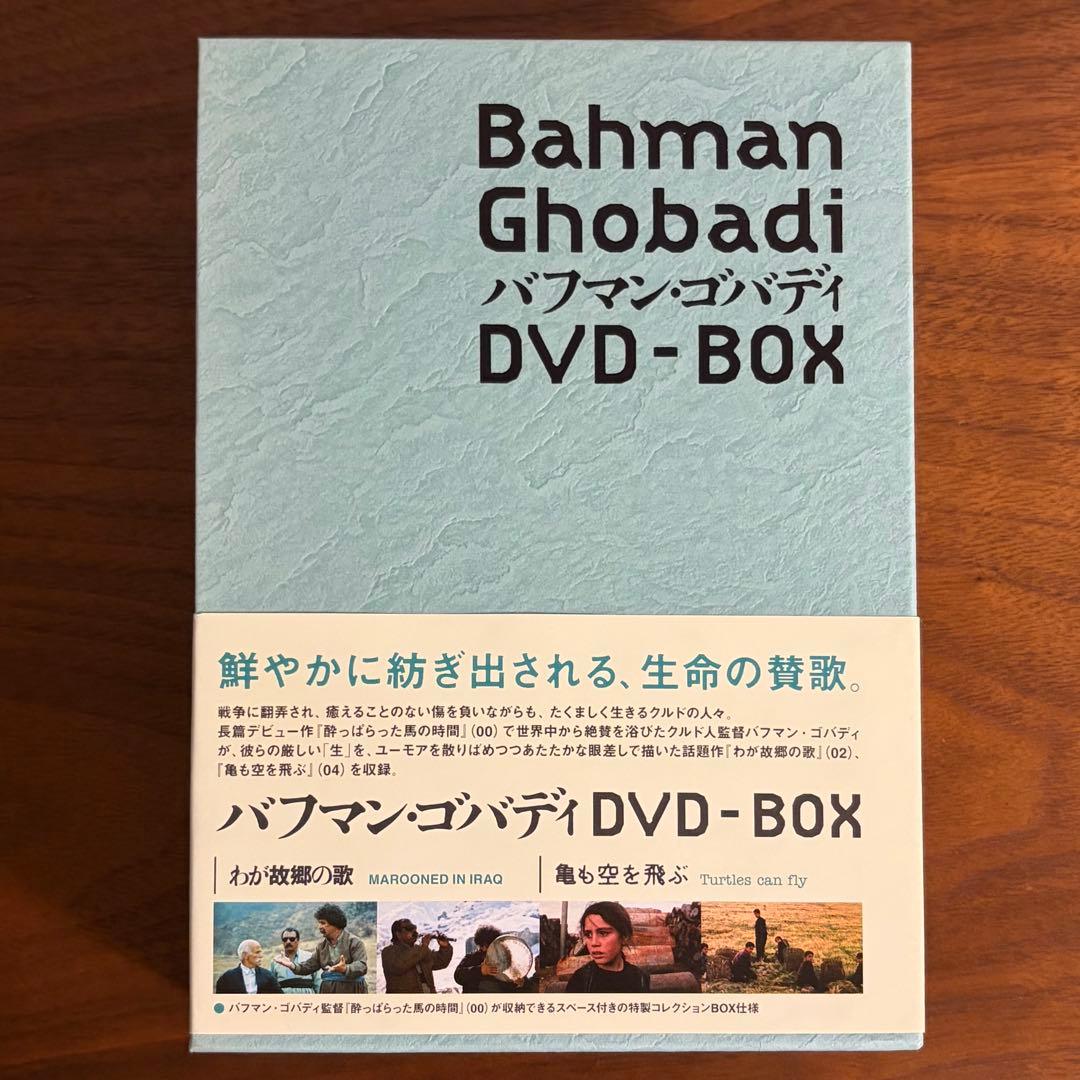 Bahman
Ghobadi
バフマン・ゴバディ
DVD-BOX
鮮やかに紡ぎ出される、生命の賛歌。
戦争に翻弄され、癒えることのない傷を負いながらも、たくましく生きるクルドの人々。
長篇デビュー作『酔っぱらった馬の時間』(00)で世界中から絶賛を浴びたクルド人監督バフマン・ゴバディ
が、彼らの厳しい「生」を、ユーモアを散りばめつつあたたかな眼差しで描いた話題作『わが故郷の歌』(02)、
『亀も空を飛ぶ』(04)を収録。
バフマン・ゴバディDVD-BOX
わが故郷の歌 MAROONED IN IRAQ
亀も空を飛ぶ Turtles can fly
●バフマン・ゴバディ監督『酔っぱらった馬の時間』(00)が収納できるスペース付きの特製コレクションBOX仕様